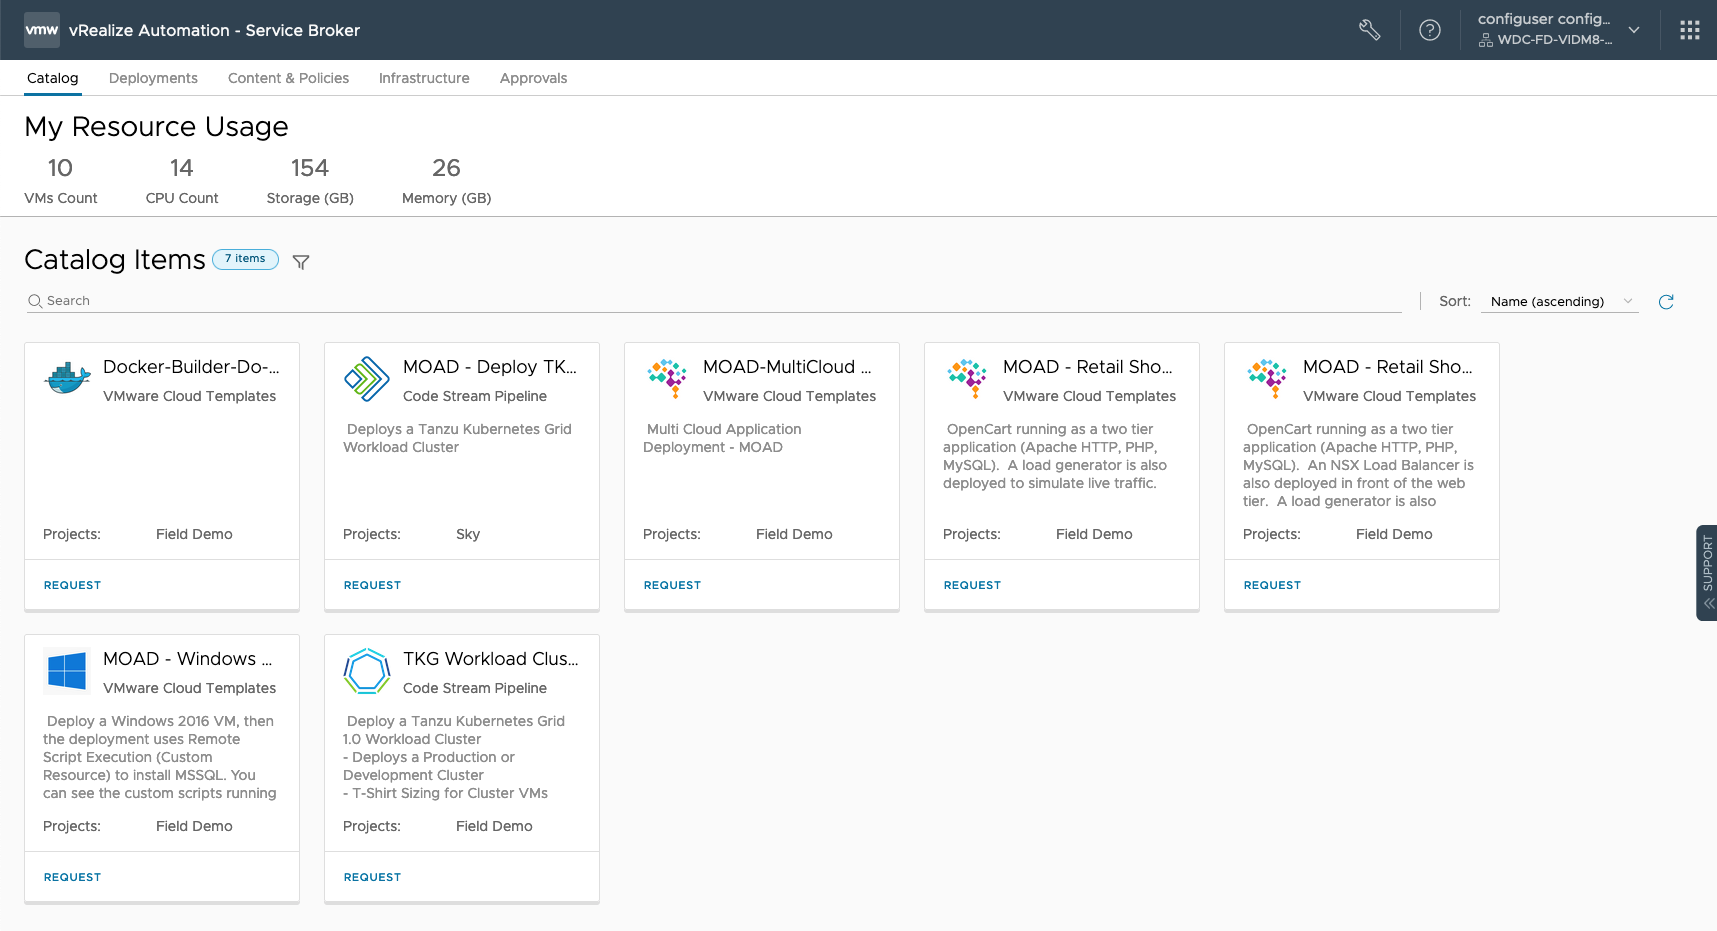 vmw vRealize Automation - Service Broker
configuser config...
WDC-FD-VIDM8-...
Catalog Deployments Content & Policies Infrastructure Approvals
My Resource Usage
10 14 154 26
VMs Count CPU Count Storage (GB) Memory (GB)
Catalog Items 7 items
Search Sort: Name (ascending)
Docker-Builder-Do-...
VMware Cloud Templates
Projects: Field Demo
REQUEST
MOAD - Deploy TK...
Code Stream Pipeline
Deploys a Tanzu Kubernetes Grid
Workload Cluster
Projects: Sky
REQUEST
MOAD-MultiCloud ...
VMware Cloud Templates
Multi Cloud Application
Deployment - MOAD
Projects: Field Demo
REQUEST
MOAD - Retail Sho...
VMware Cloud Templates
OpenCart running as a two tier
application (Apache HTTP, PHP,
MySQL). A load generator is also
deployed to simulate live traffic.
Projects: Field Demo
REQUEST
MOAD - Retail Sho...
VMware Cloud Templates
OpenCart running as a two tier
application (Apache HTTP, PHP,
MySQL). An NSX Load Balancer is
also deployed in front of the web
tier. A load generator is also
Projects: Field Demo
REQUEST
MOAD - Windows ...
VMware Cloud Templates
Deploy a Windows 2016 VM, then
the deployment uses Remote
Script Execution (Custom
Resource) to install MSSQL. You
can see the custom scripts running
Projects: Field Demo
REQUEST
TKG Workload Clus...
Code Stream Pipeline
Deploy a Tanzu Kubernetes Grid
1.0 Workload Cluster
- Deploys a Production or
Development Cluster
- T-Shirt Sizing for Cluster VMs
Projects: Field Demo
REQUEST
SUPPORT